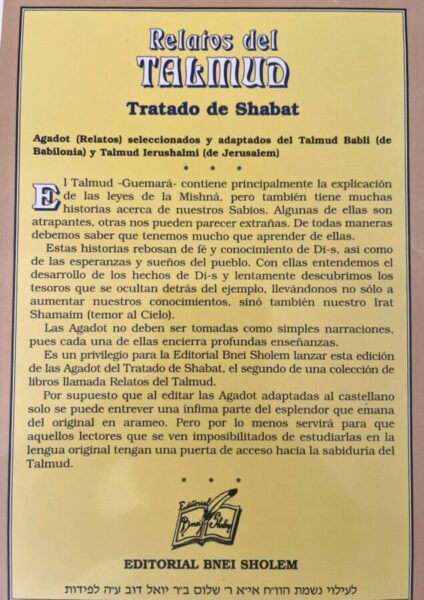 Relatos del
TALMUD
Tratado de Shabat
Agadot (Relatos) seleccionados y adaptados del Talmud Babli (de
Babilonia) y Talmud Ierushalmi (de Jerusalem)
* * *
El Talmud -Guemará- contiene principalmente la explicación
de las leyes de la Mishná, pero también tiene muchas
historias acerca de nuestros Sabios. Algunas de ellas son
atrapantes, otras nos pueden parecer extrañas. De todas maneras
debemos saber que tenemos mucho que aprender de ellas.
Estas historias rebosan de fé y conocimiento de Di-s, asi como
de las esperanzas y sueños del pueblo. Con ellas entendemos el
desarrollo de los hechos de Di-s y lentamente descubrimos los
tesoros que se ocultan detrás del ejemplo, llevándonos no sólo a
aumentar nuestros conocimientos, sinó también nuestro Irat
Shamaim (temor al Cielo).
Las Agadot no deben ser tomadas como simples narraciones,
pues cada una de ellas encierra profundas enseñanzas.
Es un privilegio para la Editorial Bnei Sholem lanzar esta edición
de las Agadot del Tratado de Shabat, el segundo de una colección de
libros llamada Relatos del Talmud.
Por supuesto que al editar las Agadot adaptadas al castellano
solo se puede entrever una ínfima parte del esplendor que emana
del original en arameo. Pero por lo menos servirá para que
aquellos lectores que se ven imposibilitados de estudiarlas en la
lengua original tengan una puerta de acceso hacia la sabiduría del
Talmud.
* * *
Editorial
Bnei Sholem
EDITORIAL BNEI SHOLEM
לעילוי נשמת הוו"ח אי"א ר' שלום ב"ר יואל דוב ע"ה לפידות